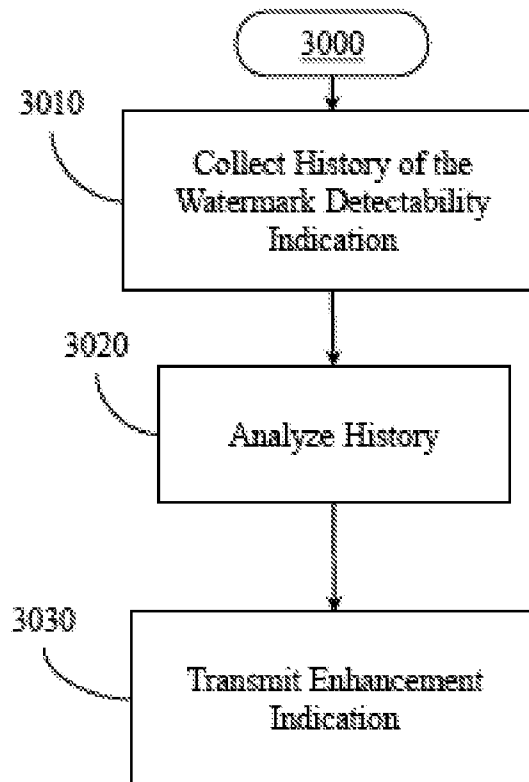 3000
3010
Collect History of the
Watermark Detectability
Indication
3020
Analyze History
3030
Transmit Enhancement
Indication